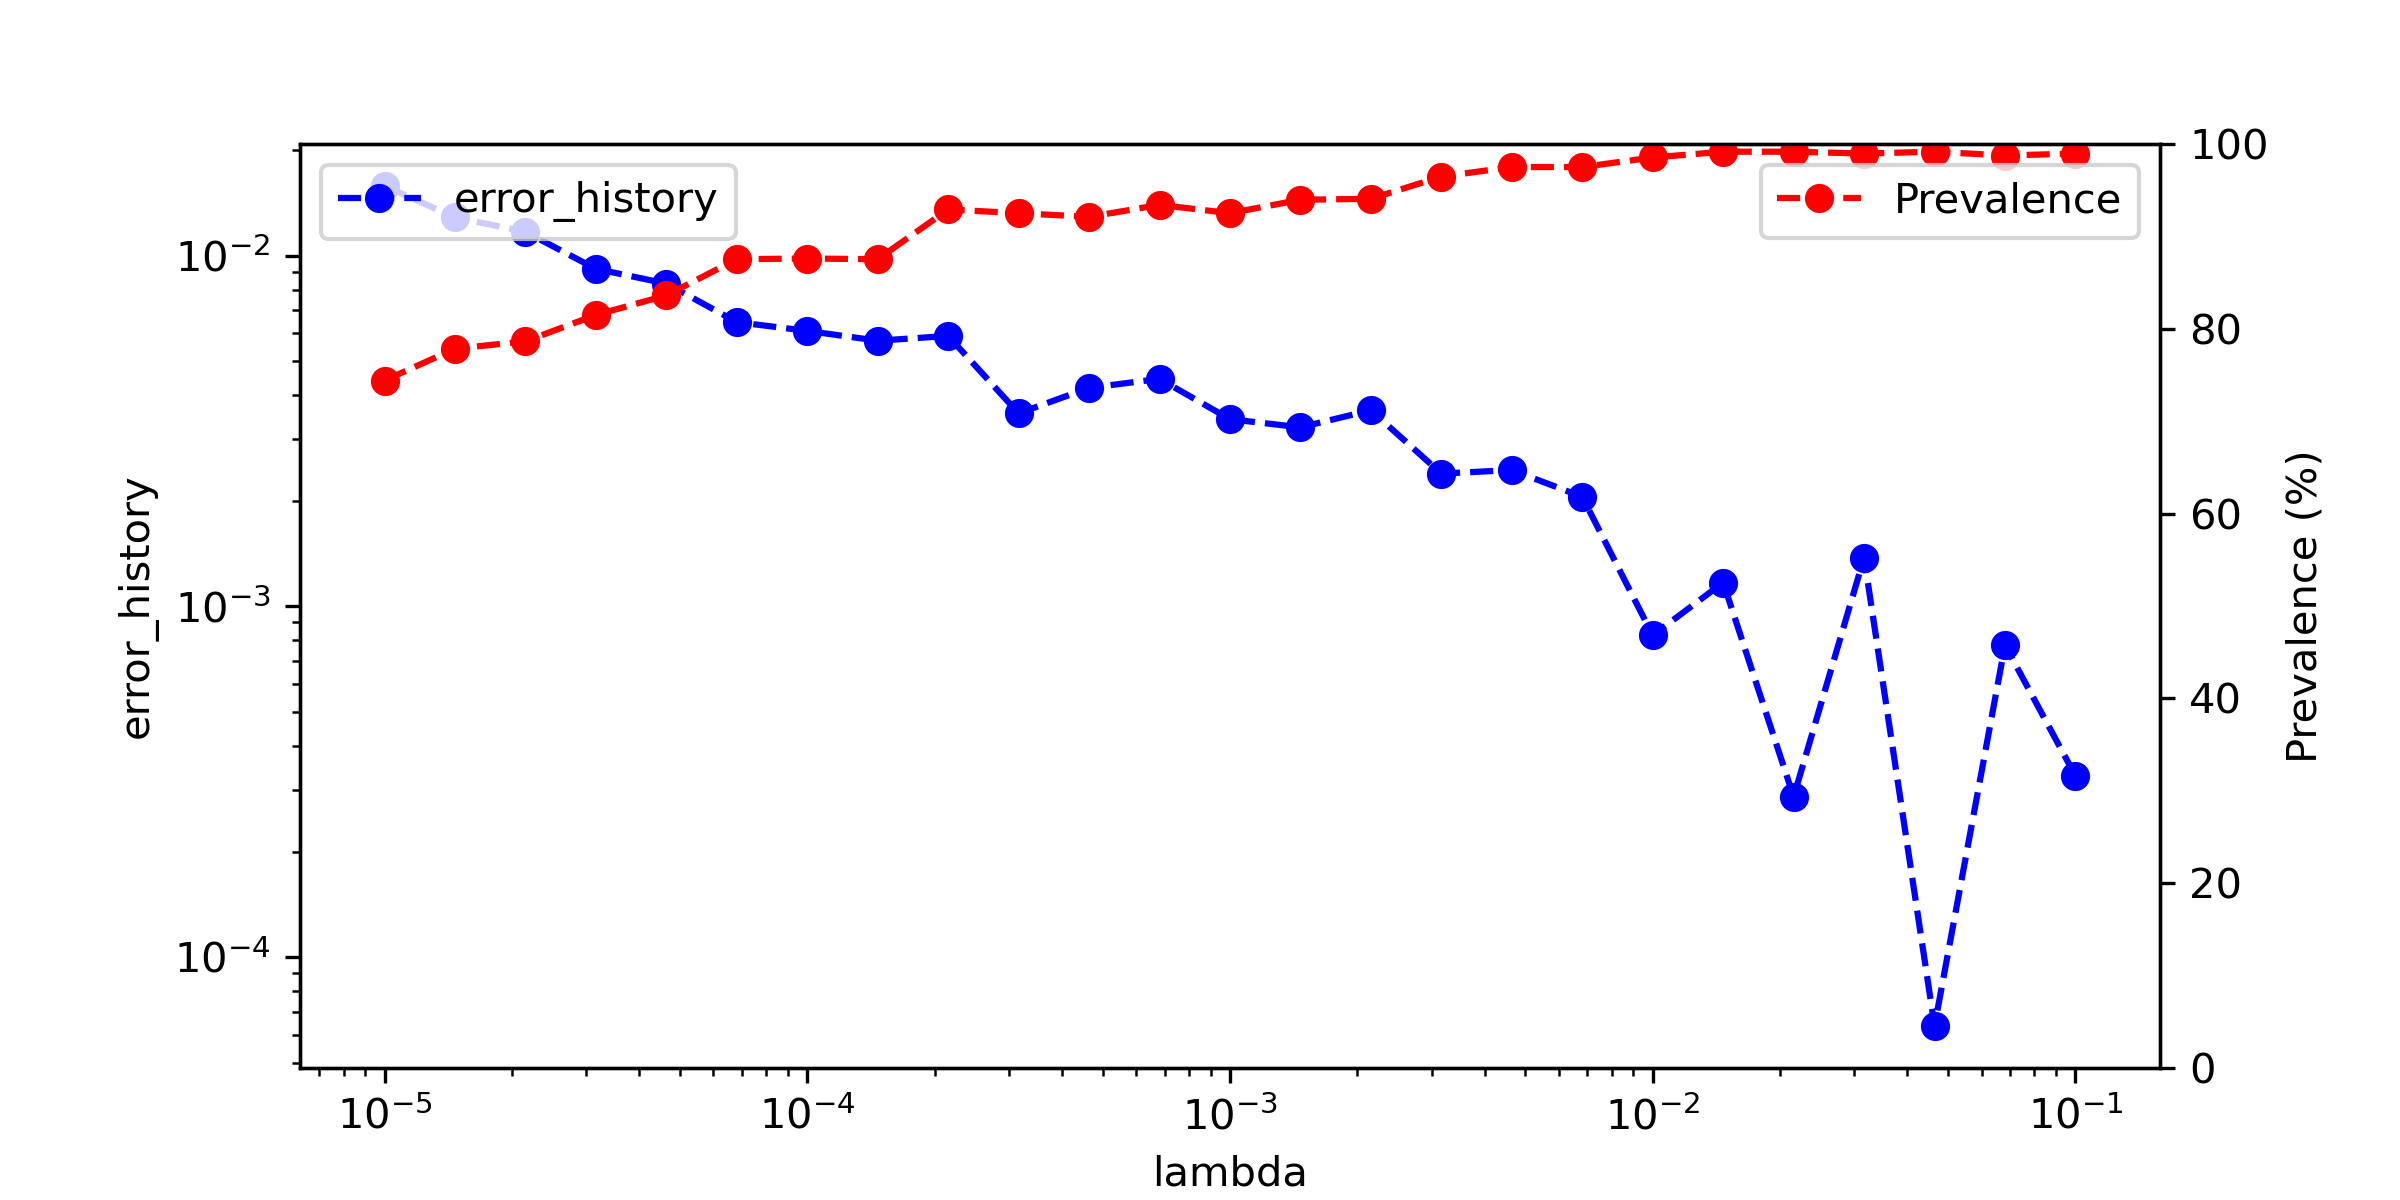 error_history
Prevalence
10⁻²
10⁻³
10⁻⁴
error_history
100
80
60
40
20
0
Prevalence (%)
10⁻⁵ 10⁻⁴ 10⁻³ 10⁻² 10⁻¹
lambda